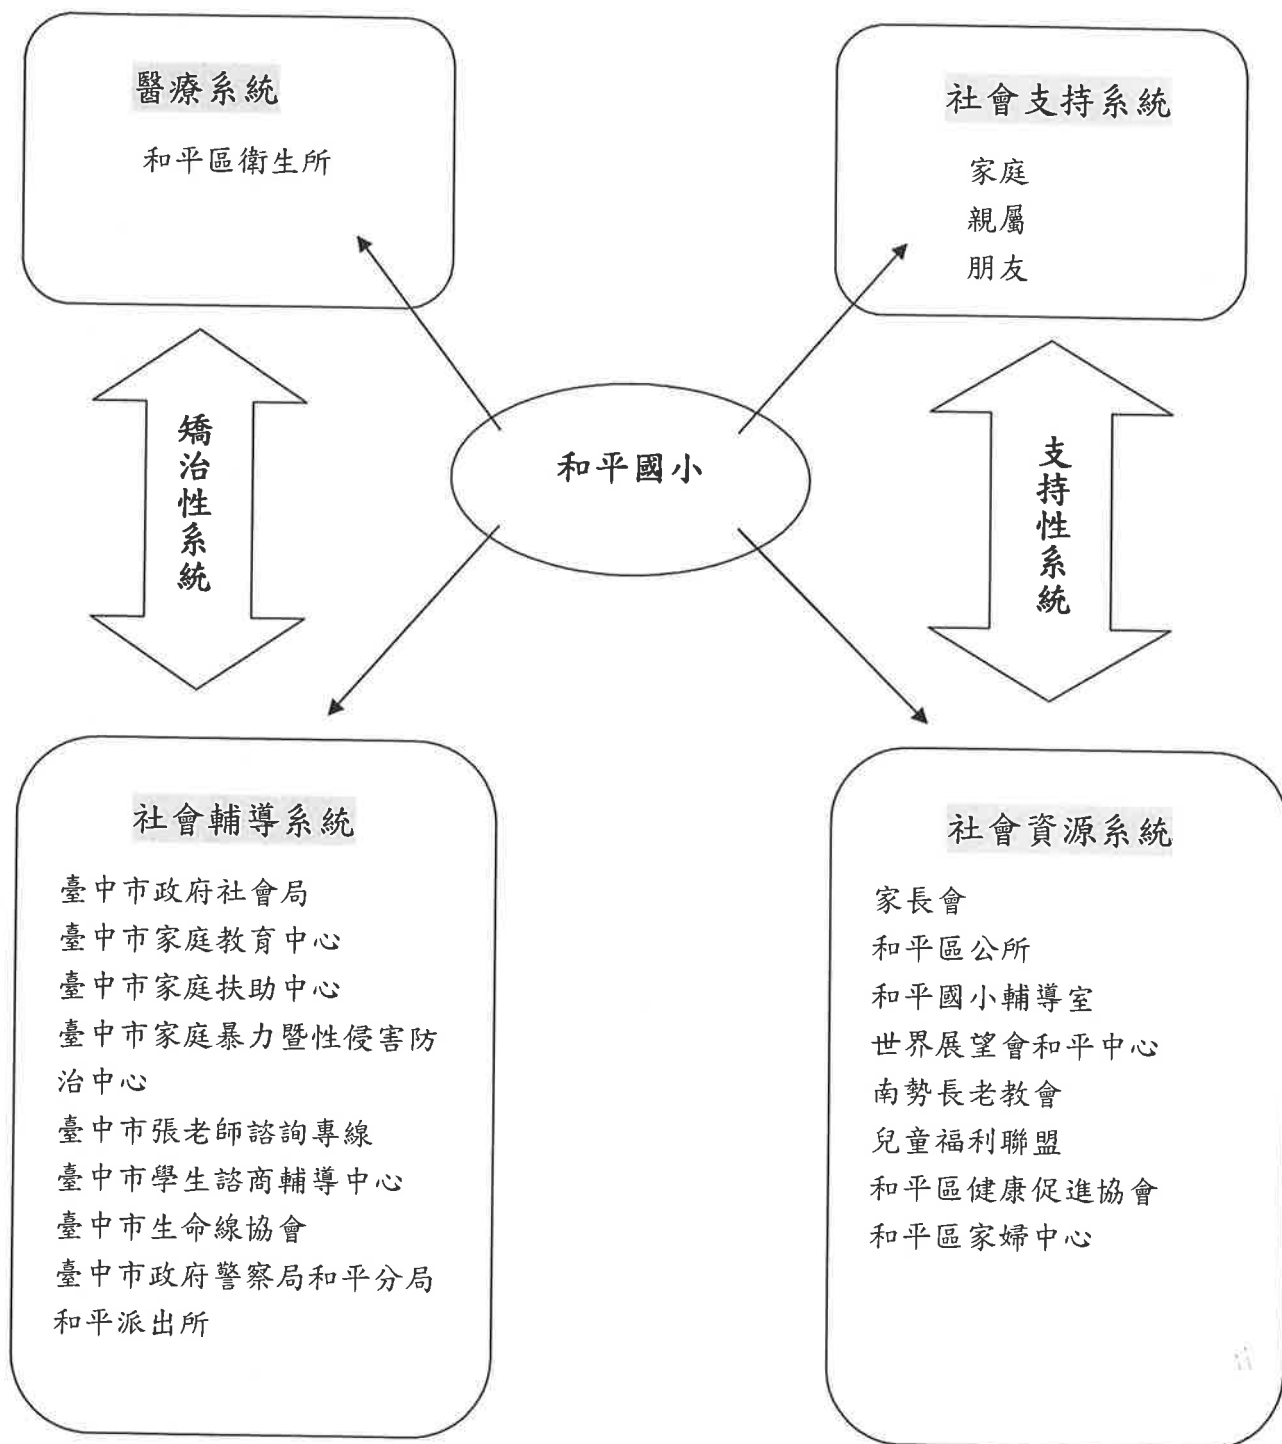 醫療系統
和平區衛生所
社會支持系統
家庭
親屬
朋友
矯治性系統
和平國小
支持性系統
社會輔導系統
臺中市政府社會局
臺中市家庭教育中心
臺中市家庭扶助中心
臺中市家庭暴力暨性侵害防
治中心
臺中市張老師諮詢專線
臺中市學生諮商輔導中心
臺中市生命線協會
臺中市政府警察局和平分局
和平派出所
社會資源系統
家長會
和平區公所
和平國小輔導室
世界展望會和平中心
南勢長老教會
兒童福利聯盟
和平區健康促進協會
和平區家婦中心